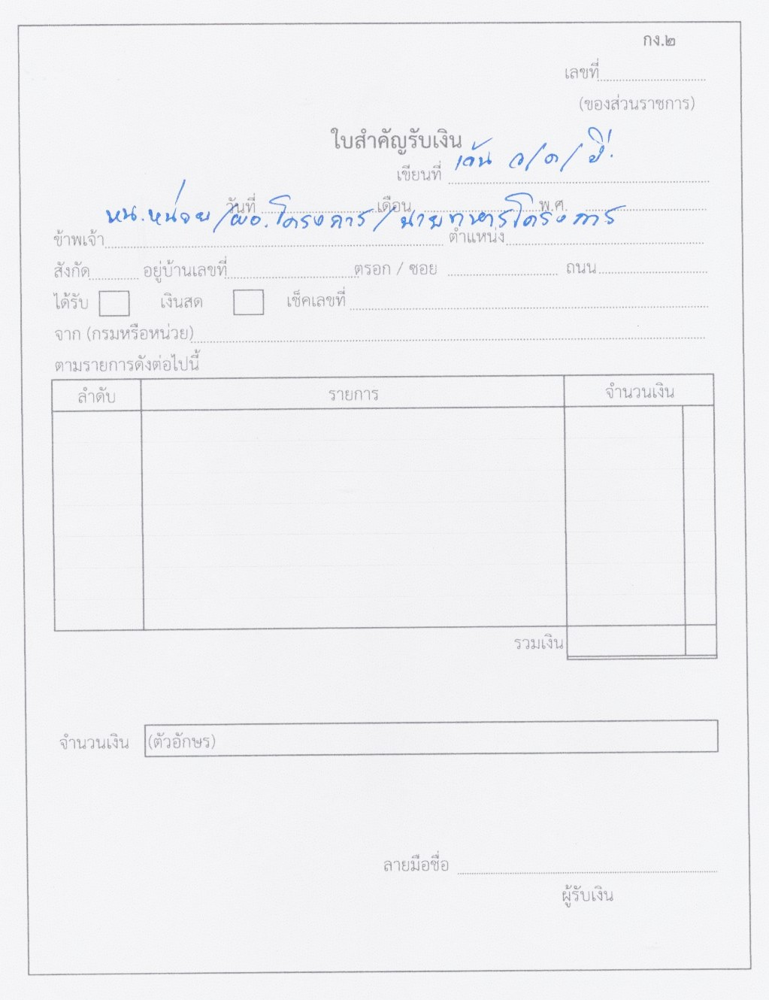 กง.๒
เลขที่
(ของส่วนราชการ)
ใบสำคัญรับเงิน
เขียนที่ เว้น ว/ด/ปี.
วันที่ เดือน พ.ศ.
หน.หน่วย/ผอ.โครงการ/นายทหารโครงการ
ข้าพเจ้า ตำแหน่ง
สังกัด อยู่บ้านเลขที่ ตรอก / ซอย ถนน
ได้รับ เงินสด เช็คเลขที่
จาก (กรมหรือหน่วย)
ตามรายการดังต่อไปนี้
ลำดับ รายการ จำนวนเงิน
รวมเงิน
จำนวนเงิน (ตัวอักษร)
ลายมือชื่อ
ผู้รับเงิน